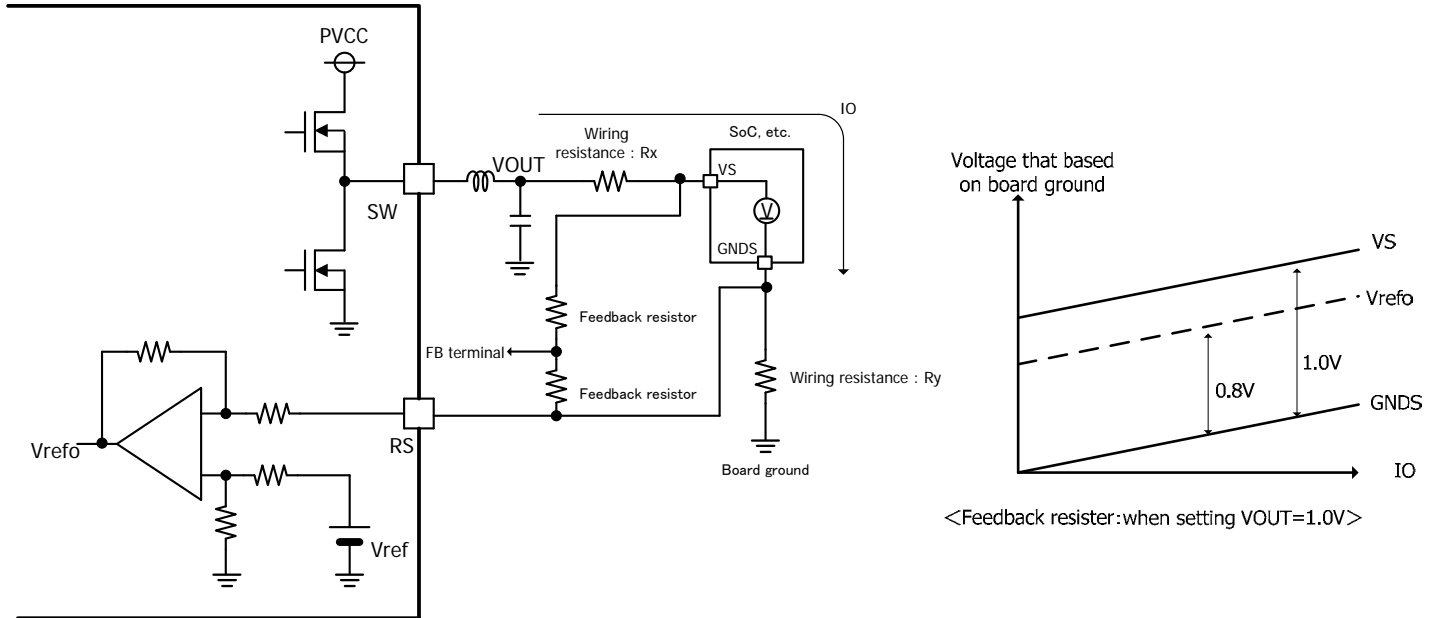 PVCC
SW
VOUT
Wiring
resistance : Rx
IO
SoC, etc.
VS
V
GNDS
Feedback resistor
FB terminal
Feedback resistor
Wiring resistance : Ry
Board ground
RS
Vrefo
Vref
Voltage that based
on board ground
VS
Vrefo
1.0V
0.8V
GNDS
IO
<Feedback resister:when setting VOUT=1.0V>